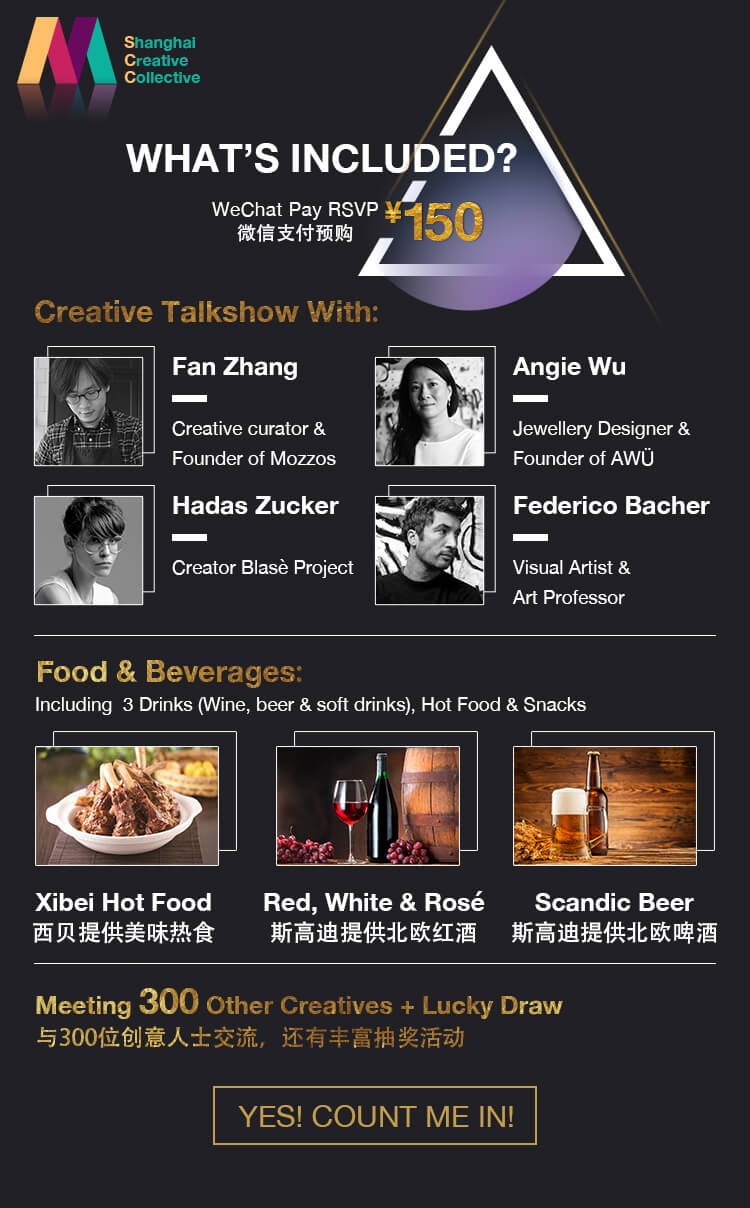 Shanghai
Creative
Collective
WHAT'S INCLUDED?
WeChat Pay RSVP ¥150
微信支付预购
Creative Talkshow With:
Fan Zhang
Creative curator &
Founder of Mozzos
Angie Wu
Jewellery Designer &
Founder of AWÜ
Hadas Zucker
Creator Blasè Project
Federico Bacher
Visual Artist &
Art Professor
Food & Beverages:
Including 3 Drinks (Wine, beer & soft drinks), Hot Food & Snacks
Xibei Hot Food
西贝提供美味热食
Red, White & Rosé
斯高迪提供北欧红酒
Scandic Beer
斯高迪提供北欧啤酒
Meeting 300 Other Creatives + Lucky Draw
与300位创意人士交流，还有丰富抽奖活动
YES! COUNT ME IN!